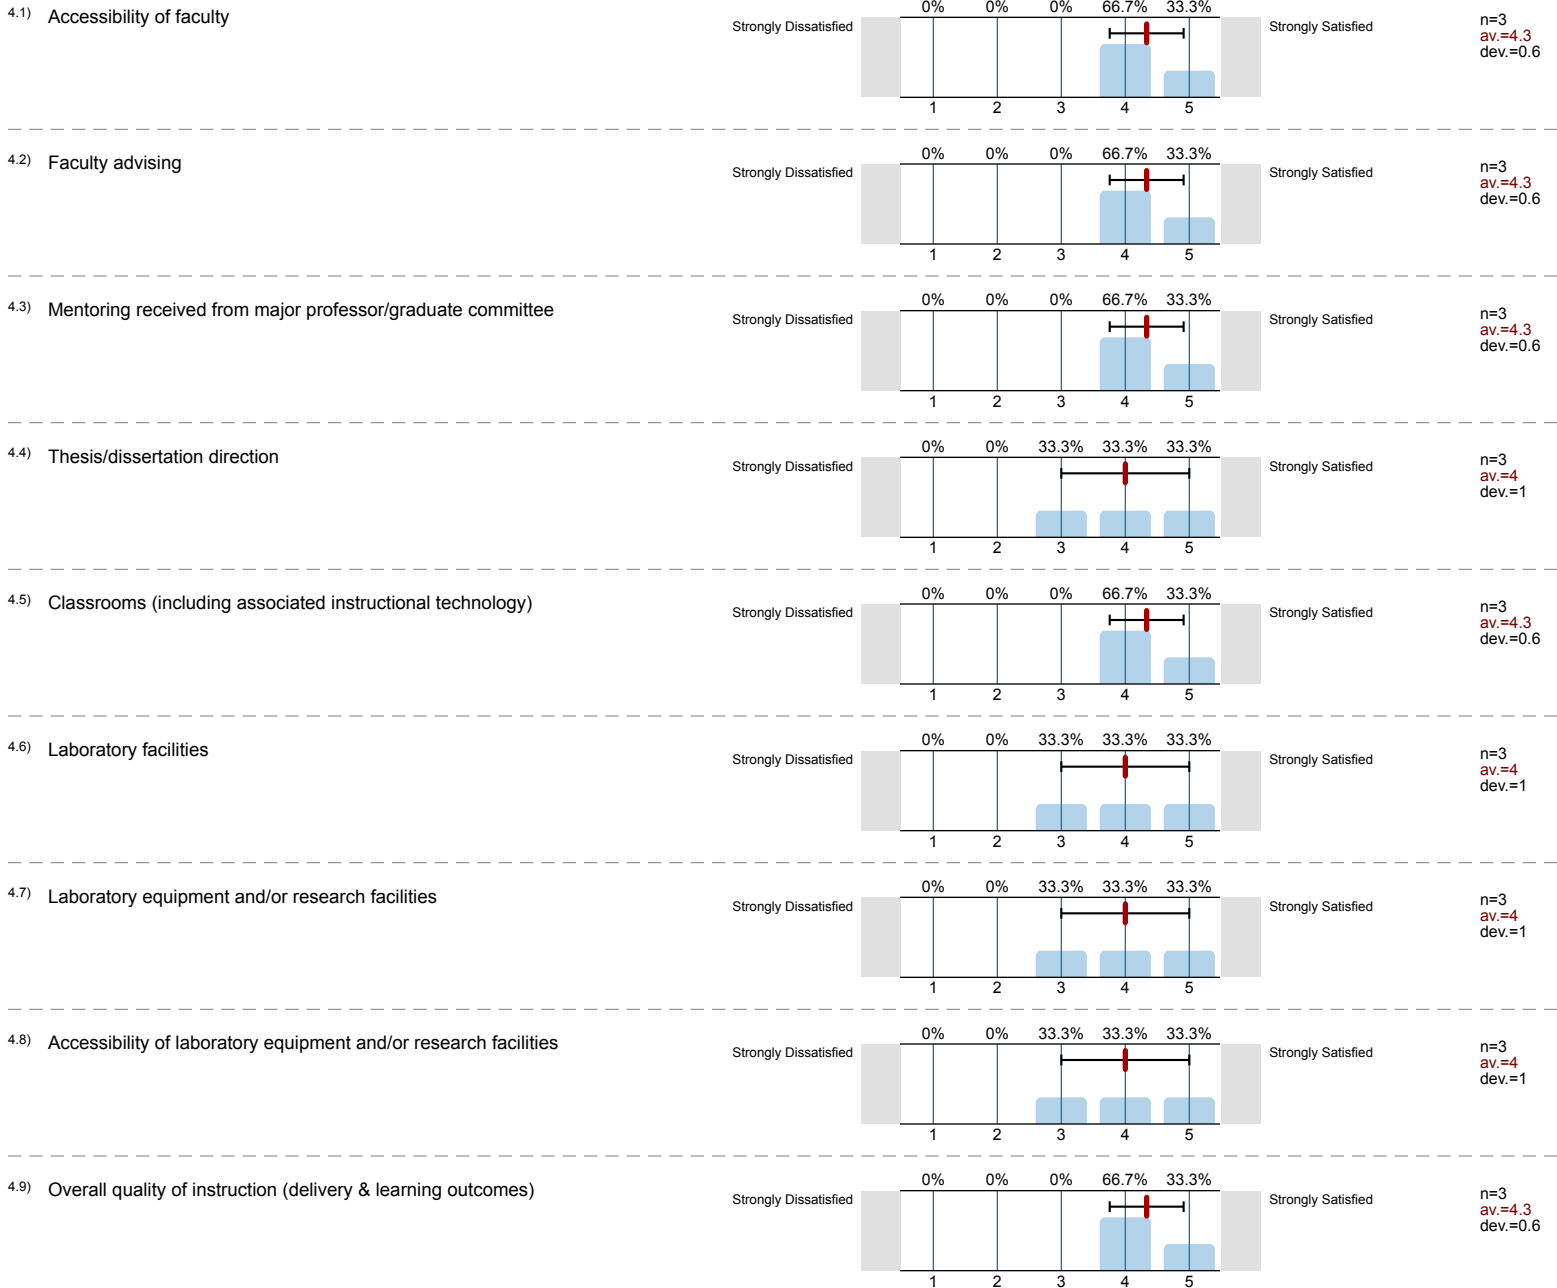 4.1) Accessibility of faculty
0% 0% 0% 66.7% 33.3%
Strongly Dissatisfied Strongly Satisfied
n=3
av.=4.3
dev.=0.6
1 2 3 4 5
4.2) Faculty advising
0% 0% 0% 66.7% 33.3%
Strongly Dissatisfied Strongly Satisfied
n=3
av.=4.3
dev.=0.6
1 2 3 4 5
4.3) Mentoring received from major professor/graduate committee
0% 0% 0% 66.7% 33.3%
Strongly Dissatisfied Strongly Satisfied
n=3
av.=4.3
dev.=0.6
1 2 3 4 5
4.4) Thesis/dissertation direction
0% 0% 33.3% 33.3% 33.3%
Strongly Dissatisfied Strongly Satisfied
n=3
av.=4
dev.=1
1 2 3 4 5
4.5) Classrooms (including associated instructional technology)
0% 0% 0% 66.7% 33.3%
Strongly Dissatisfied Strongly Satisfied
n=3
av.=4.3
dev.=0.6
1 2 3 4 5
4.6) Laboratory facilities
0% 0% 33.3% 33.3% 33.3%
Strongly Dissatisfied Strongly Satisfied
n=3
av.=4
dev.=1
1 2 3 4 5
4.7) Laboratory equipment and/or research facilities
0% 0% 33.3% 33.3% 33.3%
Strongly Dissatisfied Strongly Satisfied
n=3
av.=4
dev.=1
1 2 3 4 5
4.8) Accessibility of laboratory equipment and/or research facilities
0% 0% 33.3% 33.3% 33.3%
Strongly Dissatisfied Strongly Satisfied
n=3
av.=4
dev.=1
1 2 3 4 5
4.9) Overall quality of instruction (delivery & learning outcomes)
0% 0% 0% 66.7% 33.3%
Strongly Dissatisfied Strongly Satisfied
n=3
av.=4.3
dev.=0.6
1 2 3 4 5